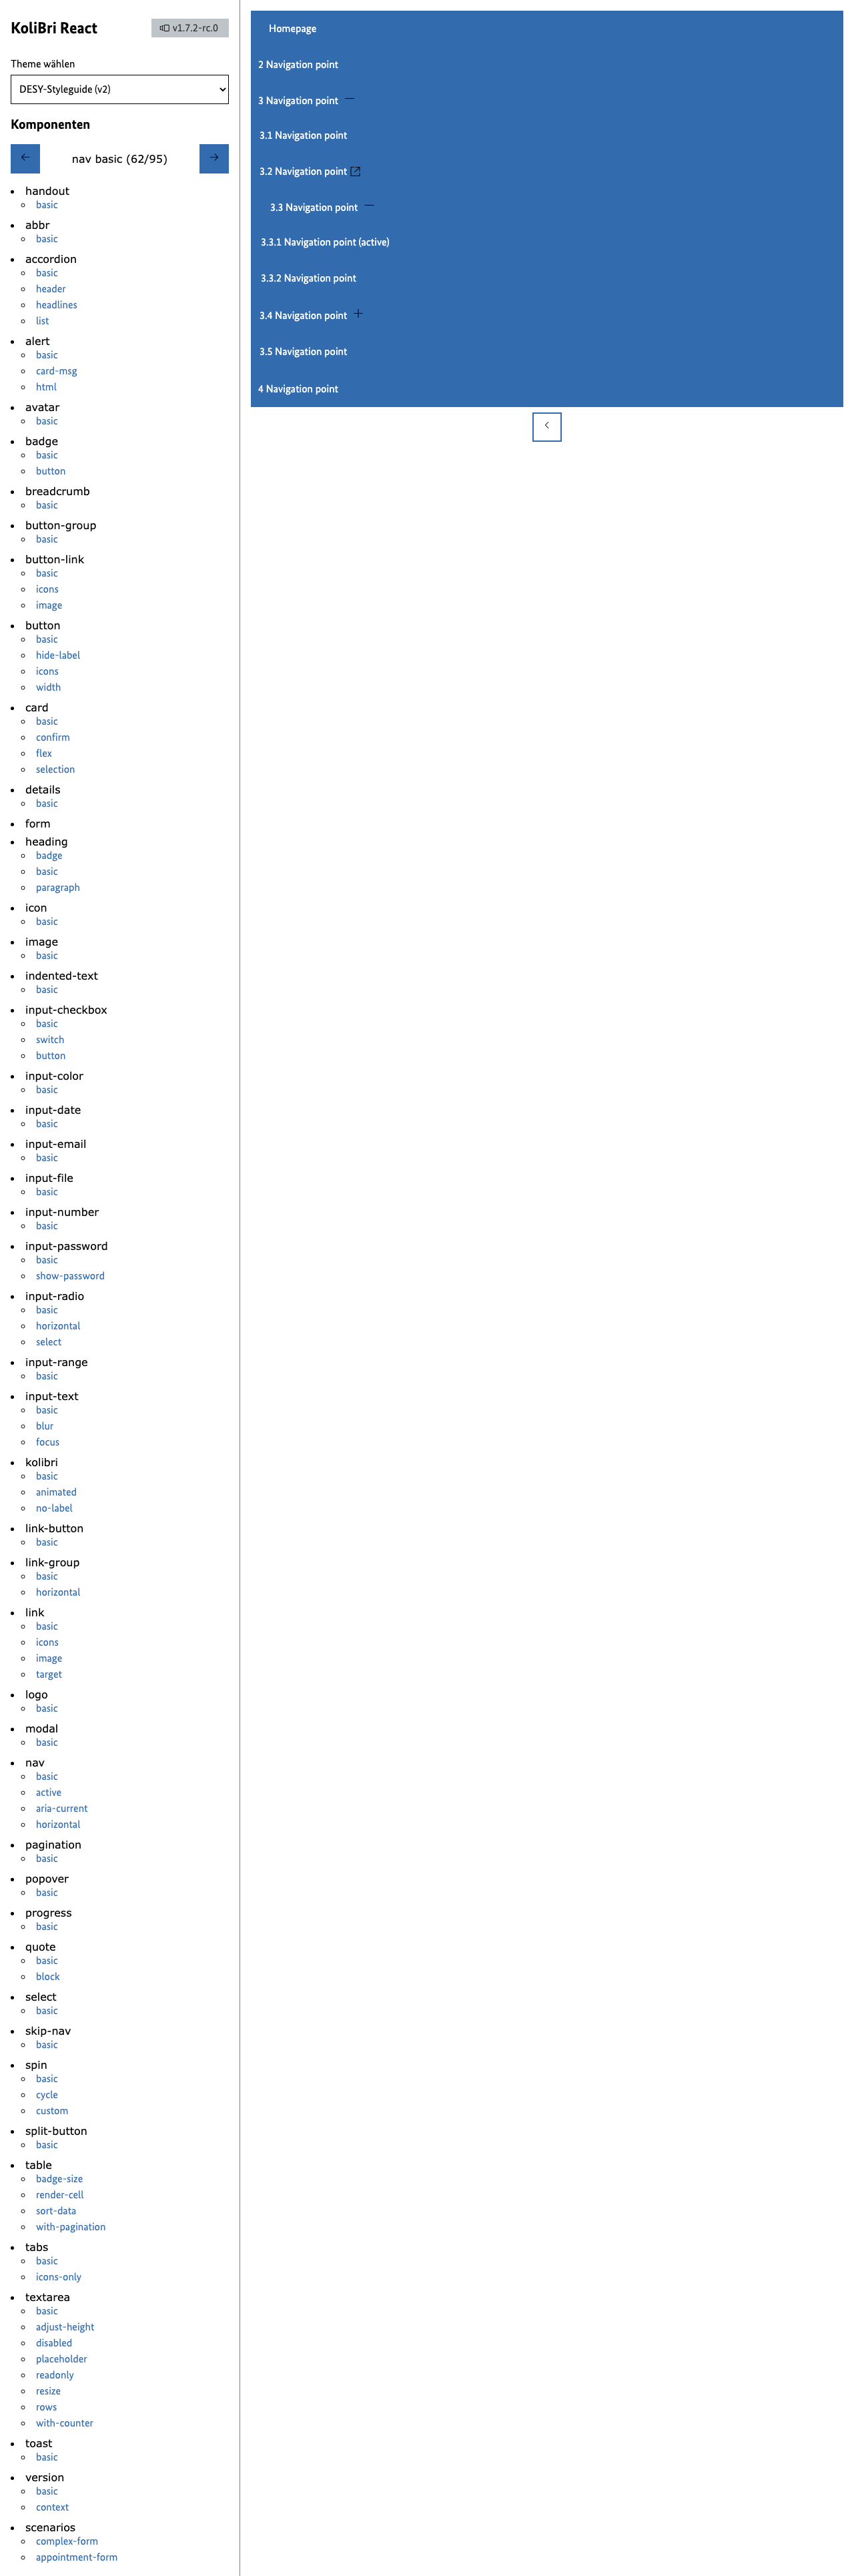 KoliBri React
v1.7.2-rc.0
Theme wählen
DESY-Styleguide (v2)
Komponenten
nav basic (62/95)
handout
basic
abbr
basic
accordion
basic
header
headlines
list
alert
basic
card-msg
html
avatar
basic
badge
basic
button
breadcrumb
basic
button-group
basic
button-link
basic
icons
image
button
basic
hide-label
icons
width
card
basic
confirm
flex
selection
details
basic
form
heading
badge
basic
paragraph
icon
basic
image
basic
indented-text
basic
input-checkbox
basic
switch
button
input-color
basic
input-date
basic
input-email
basic
input-file
basic
input-number
basic
input-password
basic
show-password
input-radio
basic
horizontal
select
input-range
basic
input-text
basic
blur
focus
kolibri
basic
animated
no-label
link-button
basic
link-group
basic
horizontal
link
basic
icons
image
target
logo
basic
modal
basic
nav
basic
active
aria-current
horizontal
pagination
basic
popover
basic
progress
basic
quote
basic
block
select
basic
skip-nav
basic
spin
basic
cycle
custom
split-button
basic
table
badge-size
render-cell
sort-data
with-pagination
tabs
basic
icons-only
textarea
basic
adjust-height
disabled
placeholder
readonly
resize
rows
with-counter
toast
basic
version
basic
context
scenarios
complex-form
appointment-form
Homepage
2 Navigation point
3 Navigation point
3.1 Navigation point
3.2 Navigation point
3.3 Navigation point
3.3.1 Navigation point (active)
3.3.2 Navigation point
3.4 Navigation point
3.5 Navigation point
4 Navigation point